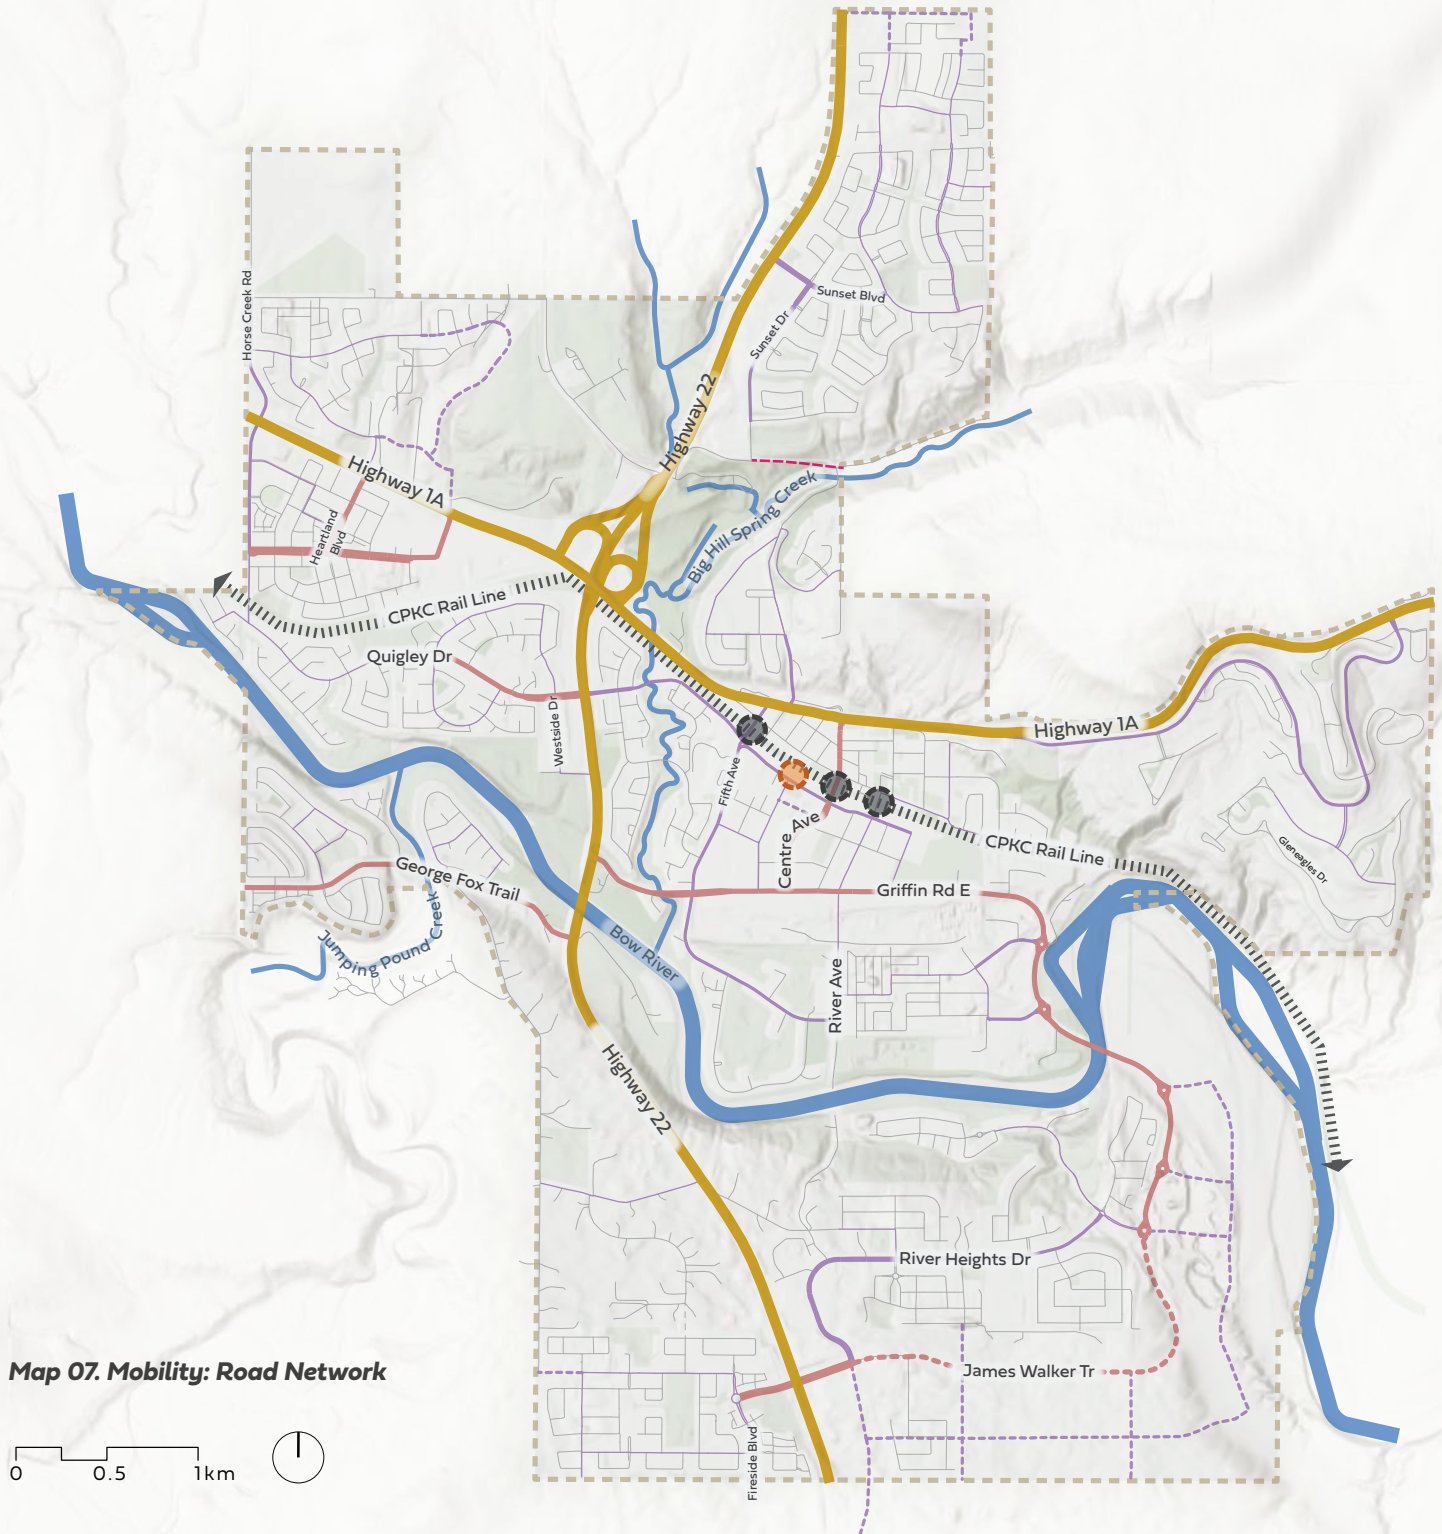 Horse Creek Rd
Sunset Blvd
Sunset Dr
Highway 22
Highway 1A
Heartland
Blvd
Big Hill Spring Creek
CPKC Rail Line
Quigley Dr
Westside Dr
Highway 1A
Fifth Ave
Centre Ave
CPKC Rail Line
Gleneagles Dr
George Fox Trail
Griffin Rd E
Jumping Pound Creek
Bow River
River Ave
Highway 22
River Heights Dr
James Walker Tr
Fireside Blvd
Map 07. Mobility: Road Network
0 0.5 1km